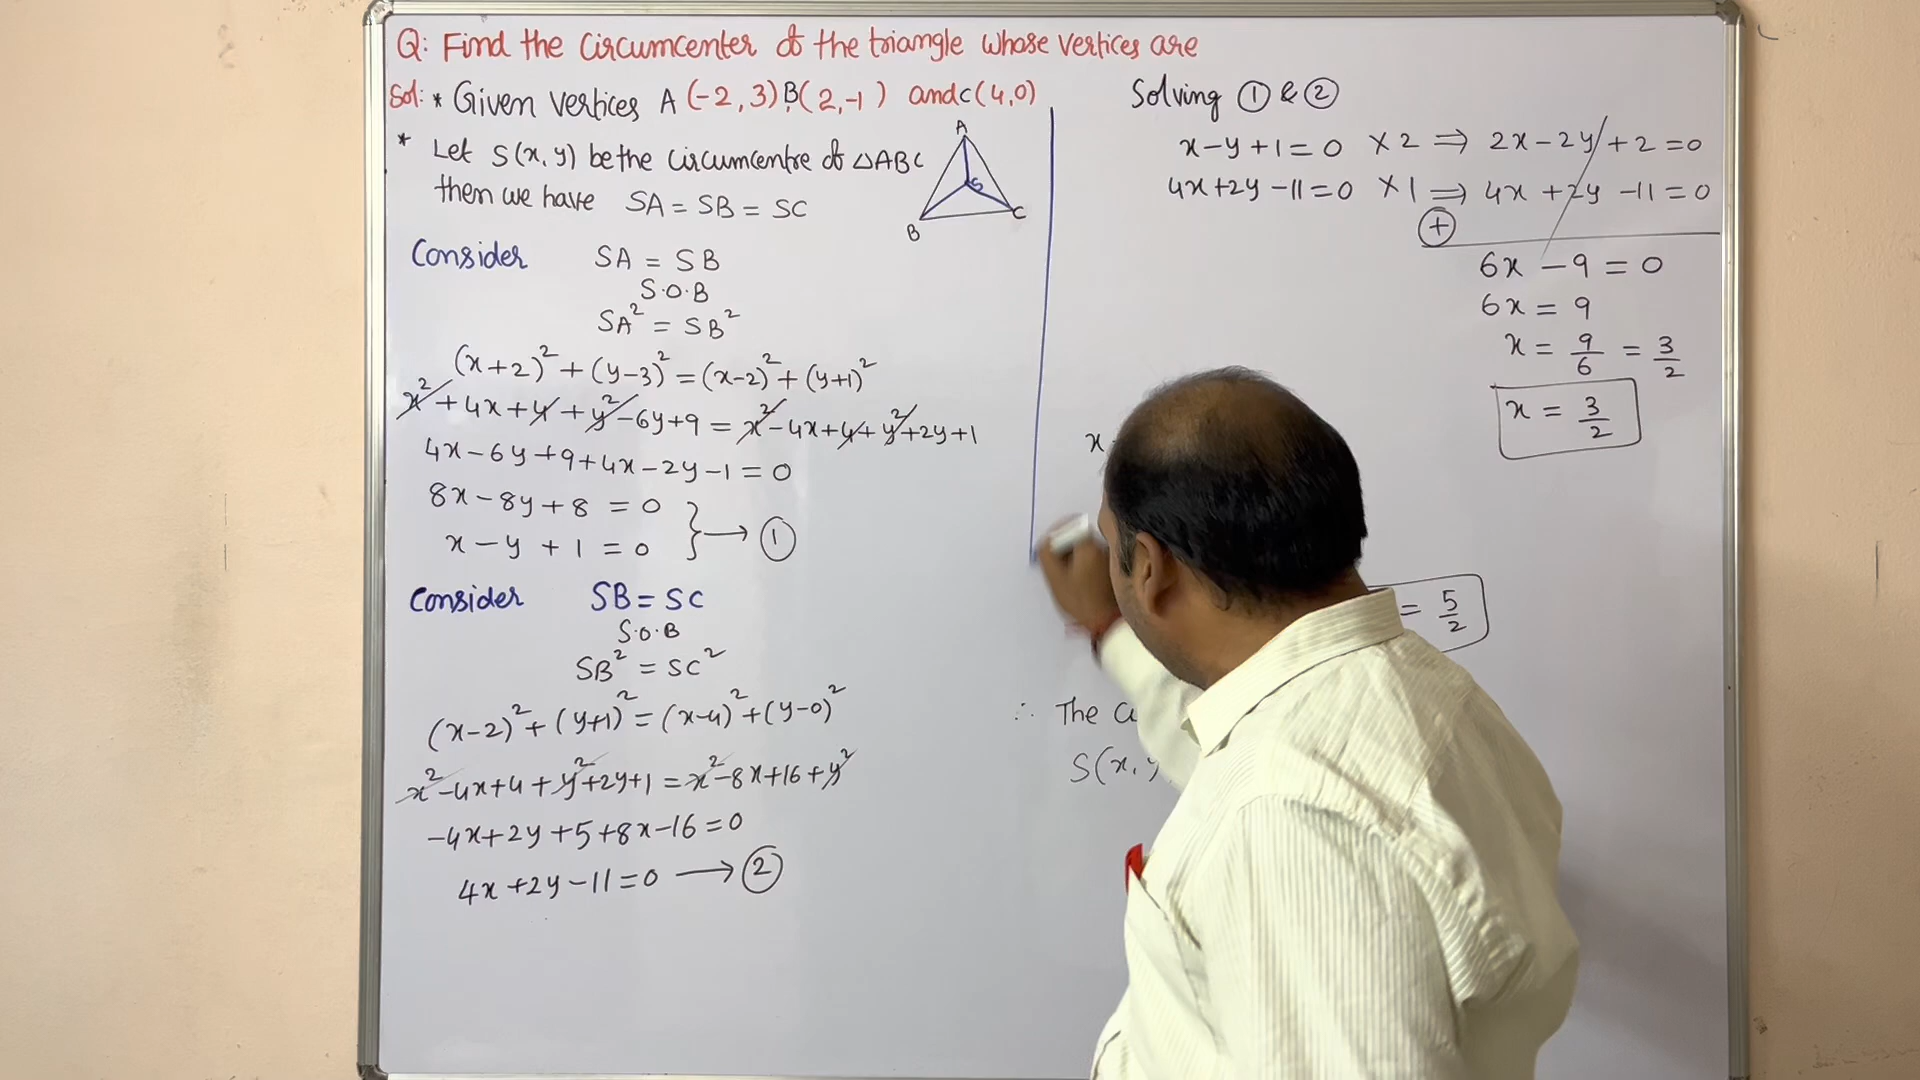 Q: Find the Circumcenter of the triangle whose vertices are
Sol: * Given vertices A (-2, 3), B(2, -1) and C(4,0)
* Let S(x, y) be the Circumcentre of △ABC
then we have SA = SB = SC
A
S
B
C
Consider SA = SB
S.O.B
SA² = SB²
(x+2)² + (y-3)² = (x-2)² + (y+1)²
x² + 4x + 4 + y² - 6y + 9 = x² - 4x + 4 + y² + 2y + 1
4x - 6y + 9 + 4x - 2y - 1 = 0
8x - 8y + 8 = 0
x - y + 1 = 0 } → ①
Consider SB = SC
S.O.B
SB² = SC²
(x-2)² + (y+1)² = (x-4)² + (y-0)²
x² - 4x + 4 + y² + 2y + 1 = x² - 8x + 16 + y²
-4x + 2y + 5 + 8x - 16 = 0
4x + 2y - 11 = 0 → ②
Solving ① & ②
x - y + 1 = 0 × 2 ⇒ 2x - 2y + 2 = 0
4x + 2y - 11 = 0 × 1 ⇒ 4x + 2y - 11 = 0
⊕
6x - 9 = 0
6x = 9
x = 9/6 = 3/2
x = 3/2
x
= 5/2
∴ The
S(x, y